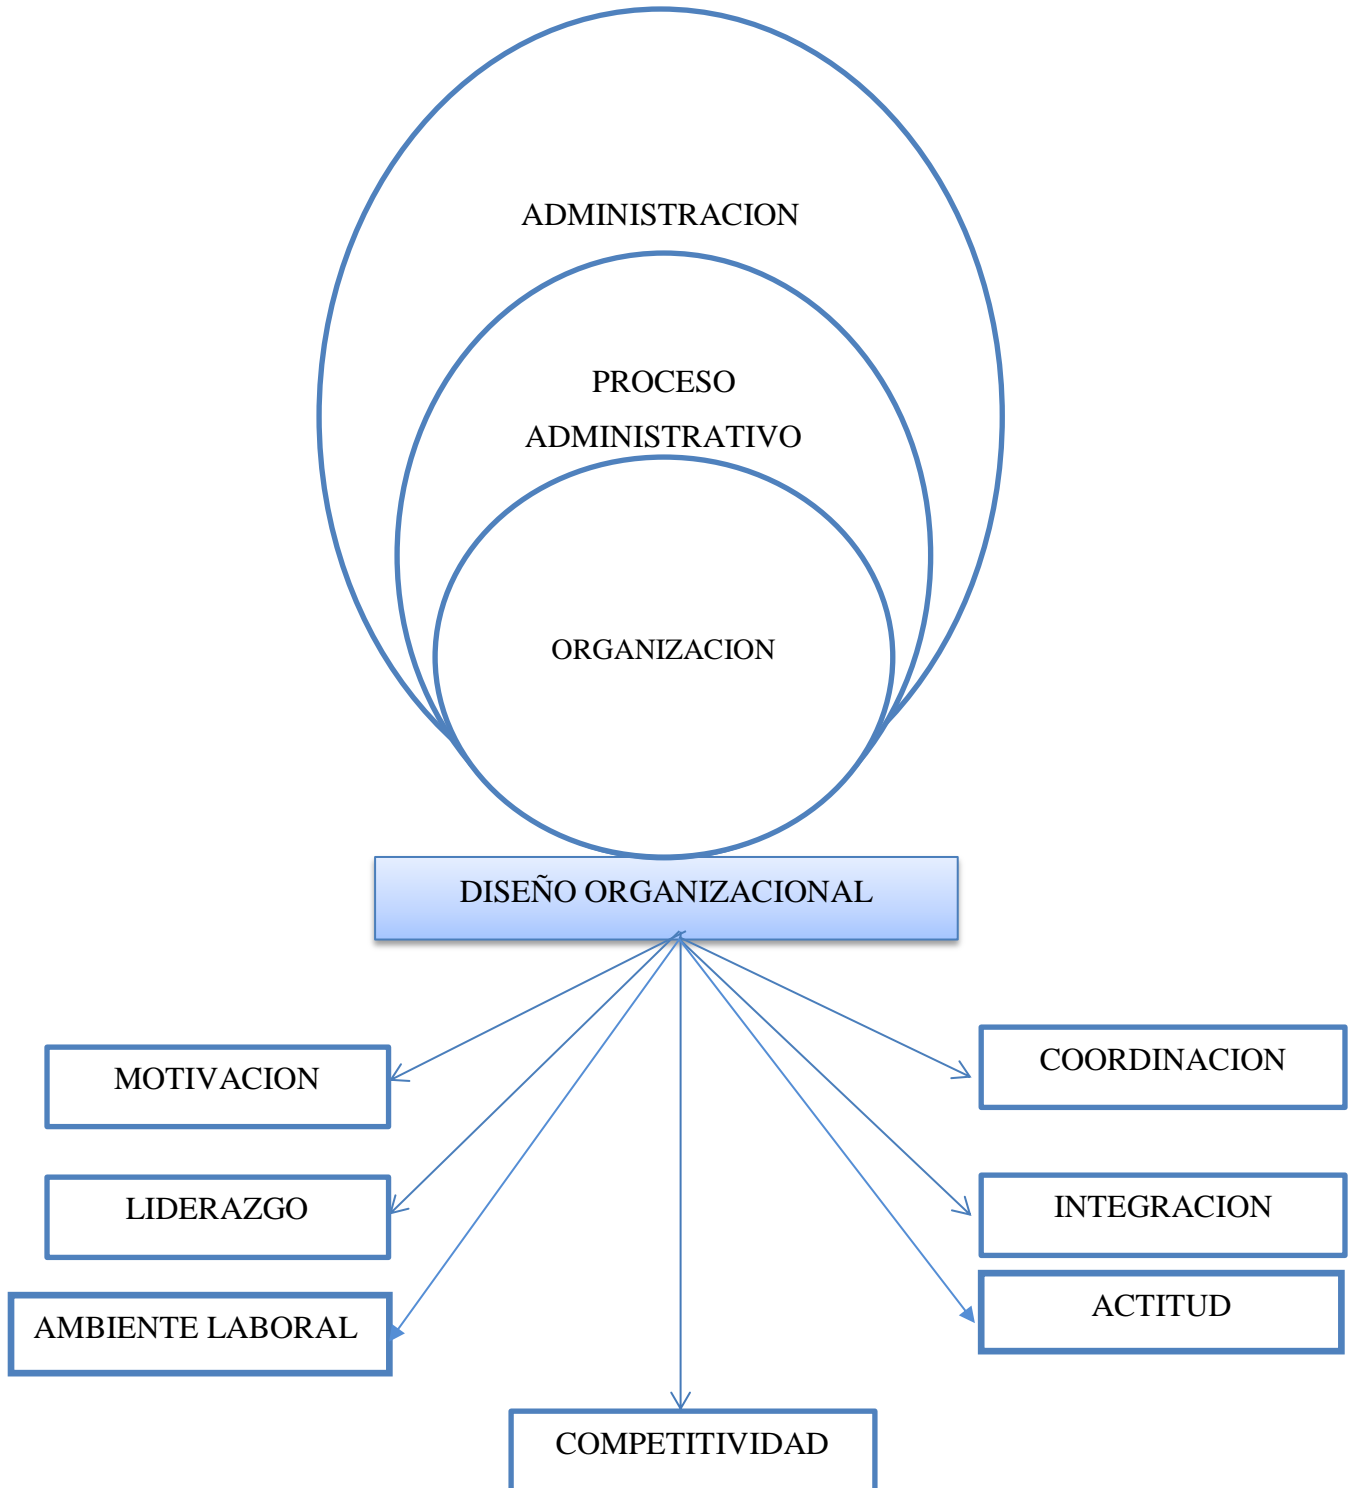 ADMINISTRACION
PROCESO
ADMINISTRATIVO
ORGANIZACION
DISEÑO ORGANIZACIONAL
MOTIVACION
LIDERAZGO
AMBIENTE LABORAL
COORDINACION
INTEGRACION
ACTITUD
COMPETITIVIDAD